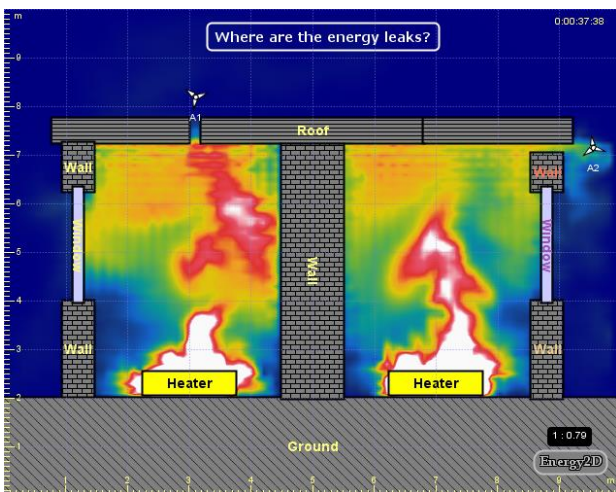 m
0:00:37:38
Where are the energy leaks?
9
8
A1
Roof
7
Wall
Wall
A2
6
Window
Wall
Window
5
4
3
Wall
Wall
Heater
Heater
2
1
Ground
1 : 0.79
Energy2D
1 2 3 4 5 6 7 8 9 m